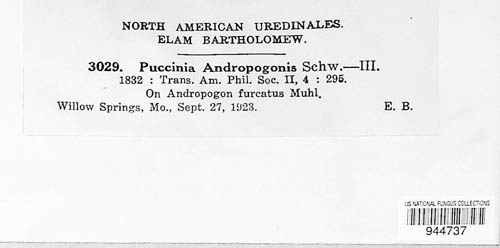 NORTH AMERICAN UREDINALES.
ELAM BARTHOLOMEW.
3029. Puccinia Andropogonis Schw.—III.
1832 : Trans. Am. Phil. Soc. II, 4 : 295.
On Andropogon furcatus Muhl.
Willow Springs, Mo., Sept. 27, 1923. E. B.
US NATIONAL FUNGUS COLLECTIONS
944737